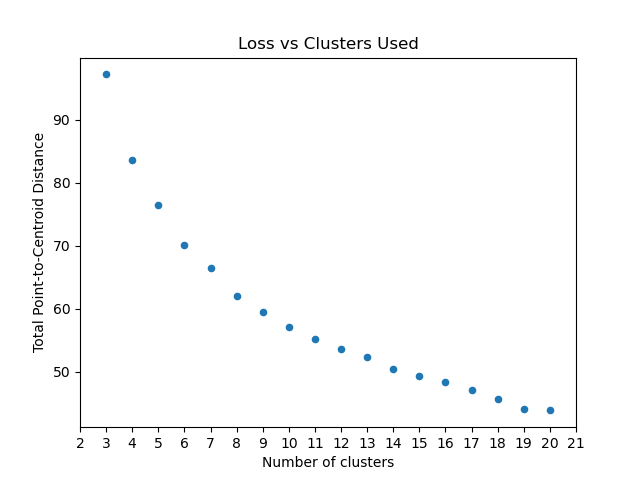 Loss vs Clusters Used
Total Point-to-Centroid Distance
90
80
70
60
50
2 3 4 5 6 7 8 9 10 11 12 13 14 15 16 17 18 19 20 21
Number of clusters